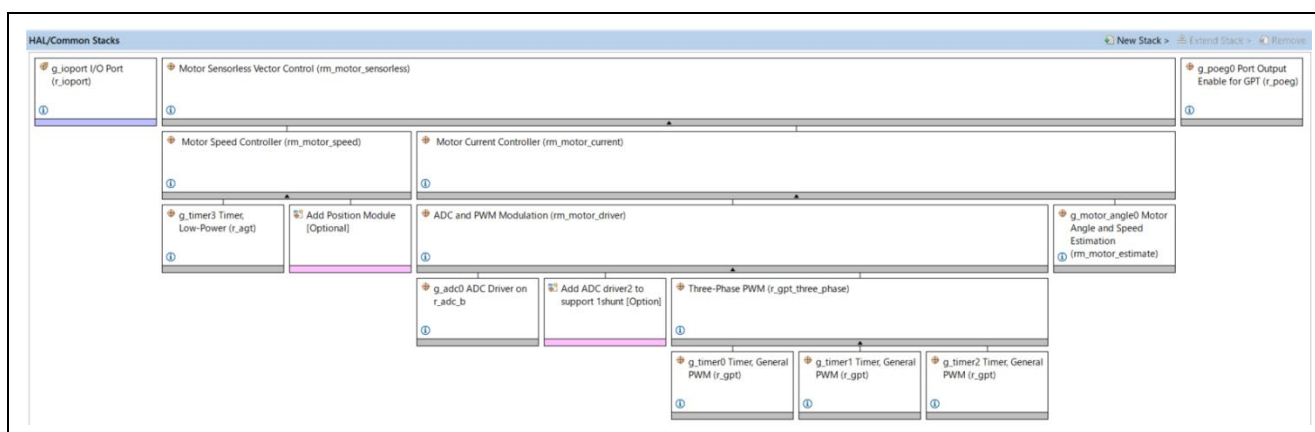 HAL/Common Stacks
New Stack > Extend Stack > Remove
g_ioport I/O Port
(r_ioport)
Motor Sensorless Vector Control (rm_motor_sensorless)
g_poeg0 Port Output
Enable for GPT (r_poeg)
Motor Speed Controller (rm_motor_speed)
Motor Current Controller (rm_motor_current)
g_timer3 Timer,
Low-Power (r_agt)
Add Position Module
[Optional]
ADC and PWM Modulation (rm_motor_driver)
g_motor_angle0 Motor
Angle and Speed
Estimation
(rm_motor_estimate)
g_adc0 ADC Driver on
r_adc_b
Add ADC driver2 to
support 1shunt [Option]
Three-Phase PWM (r_gpt_three_phase)
g_timer0 Timer, General
PWM (r_gpt)
g_timer1 Timer, General
PWM (r_gpt)
g_timer2 Timer, General
PWM (r_gpt)